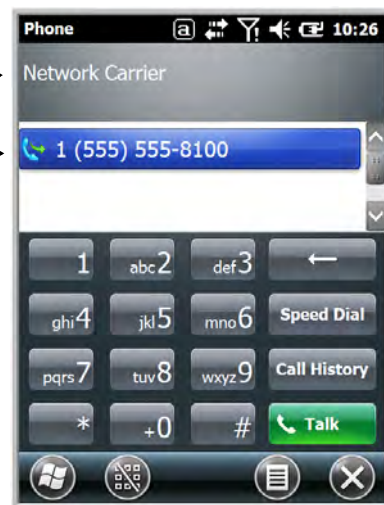 Phone a 10:26
Network Carrier
1 (555) 555-8100
1 abc2 def3 ←
ghi4 jkl5 mno6 Speed Dial
pqrs7 tuv8 wxyz9 Call History
* +0 # Talk